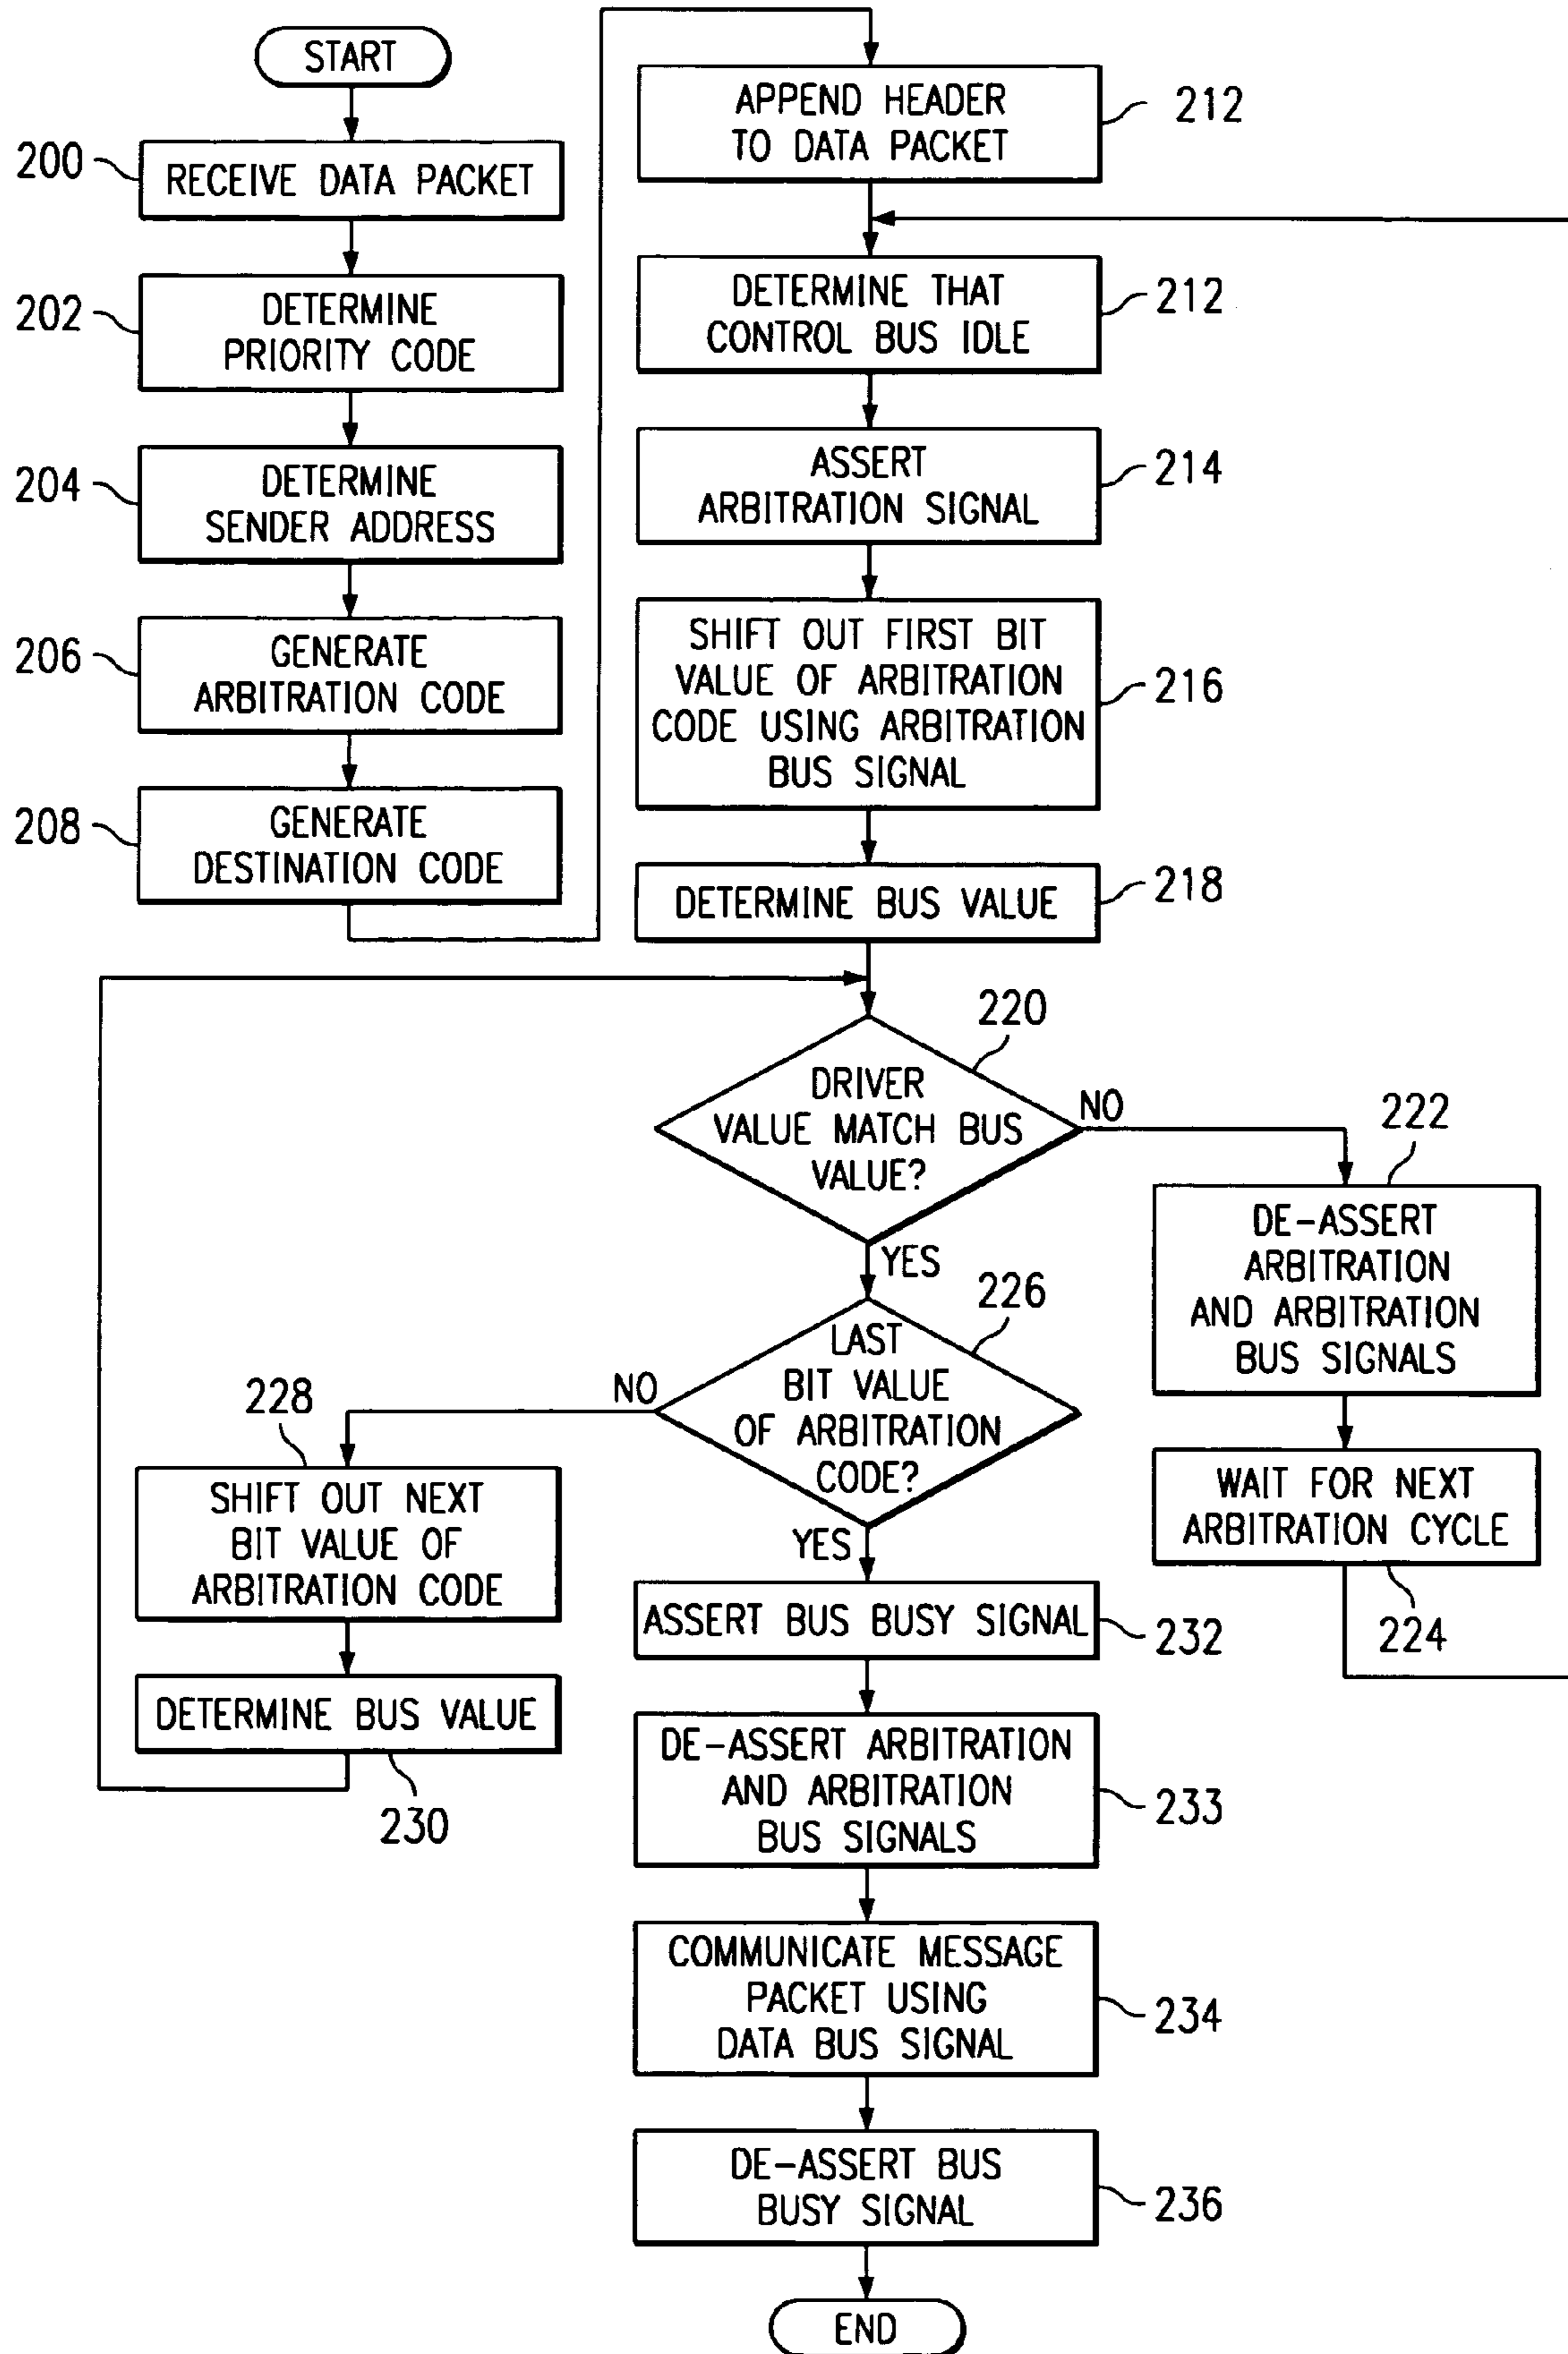 START
200
RECEIVE DATA PACKET
202
DETERMINE
PRIORITY CODE
204
DETERMINE
SENDER ADDRESS
206
GENERATE
ARBITRATION CODE
208
GENERATE
DESTINATION CODE
APPEND HEADER
TO DATA PACKET
212
DETERMINE THAT
CONTROL BUS IDLE
212
ASSERT
ARBITRATION SIGNAL
214
SHIFT OUT FIRST BIT
VALUE OF ARBITRATION
CODE USING ARBITRATION
BUS SIGNAL
216
DETERMINE BUS VALUE
218
220
DRIVER
VALUE MATCH BUS
VALUE?
NO
YES
222
DE-ASSERT
ARBITRATION
AND ARBITRATION
BUS SIGNALS
WAIT FOR NEXT
ARBITRATION CYCLE
224
226
LAST
BIT VALUE
OF ARBITRATION
CODE?
NO
YES
228
SHIFT OUT NEXT
BIT VALUE OF
ARBITRATION CODE
DETERMINE BUS VALUE
230
ASSERT BUS BUSY SIGNAL
232
DE-ASSERT ARBITRATION
AND ARBITRATION
BUS SIGNALS
233
COMMUNICATE MESSAGE
PACKET USING
DATA BUS SIGNAL
234
DE-ASSERT BUS
BUSY SIGNAL
236
END